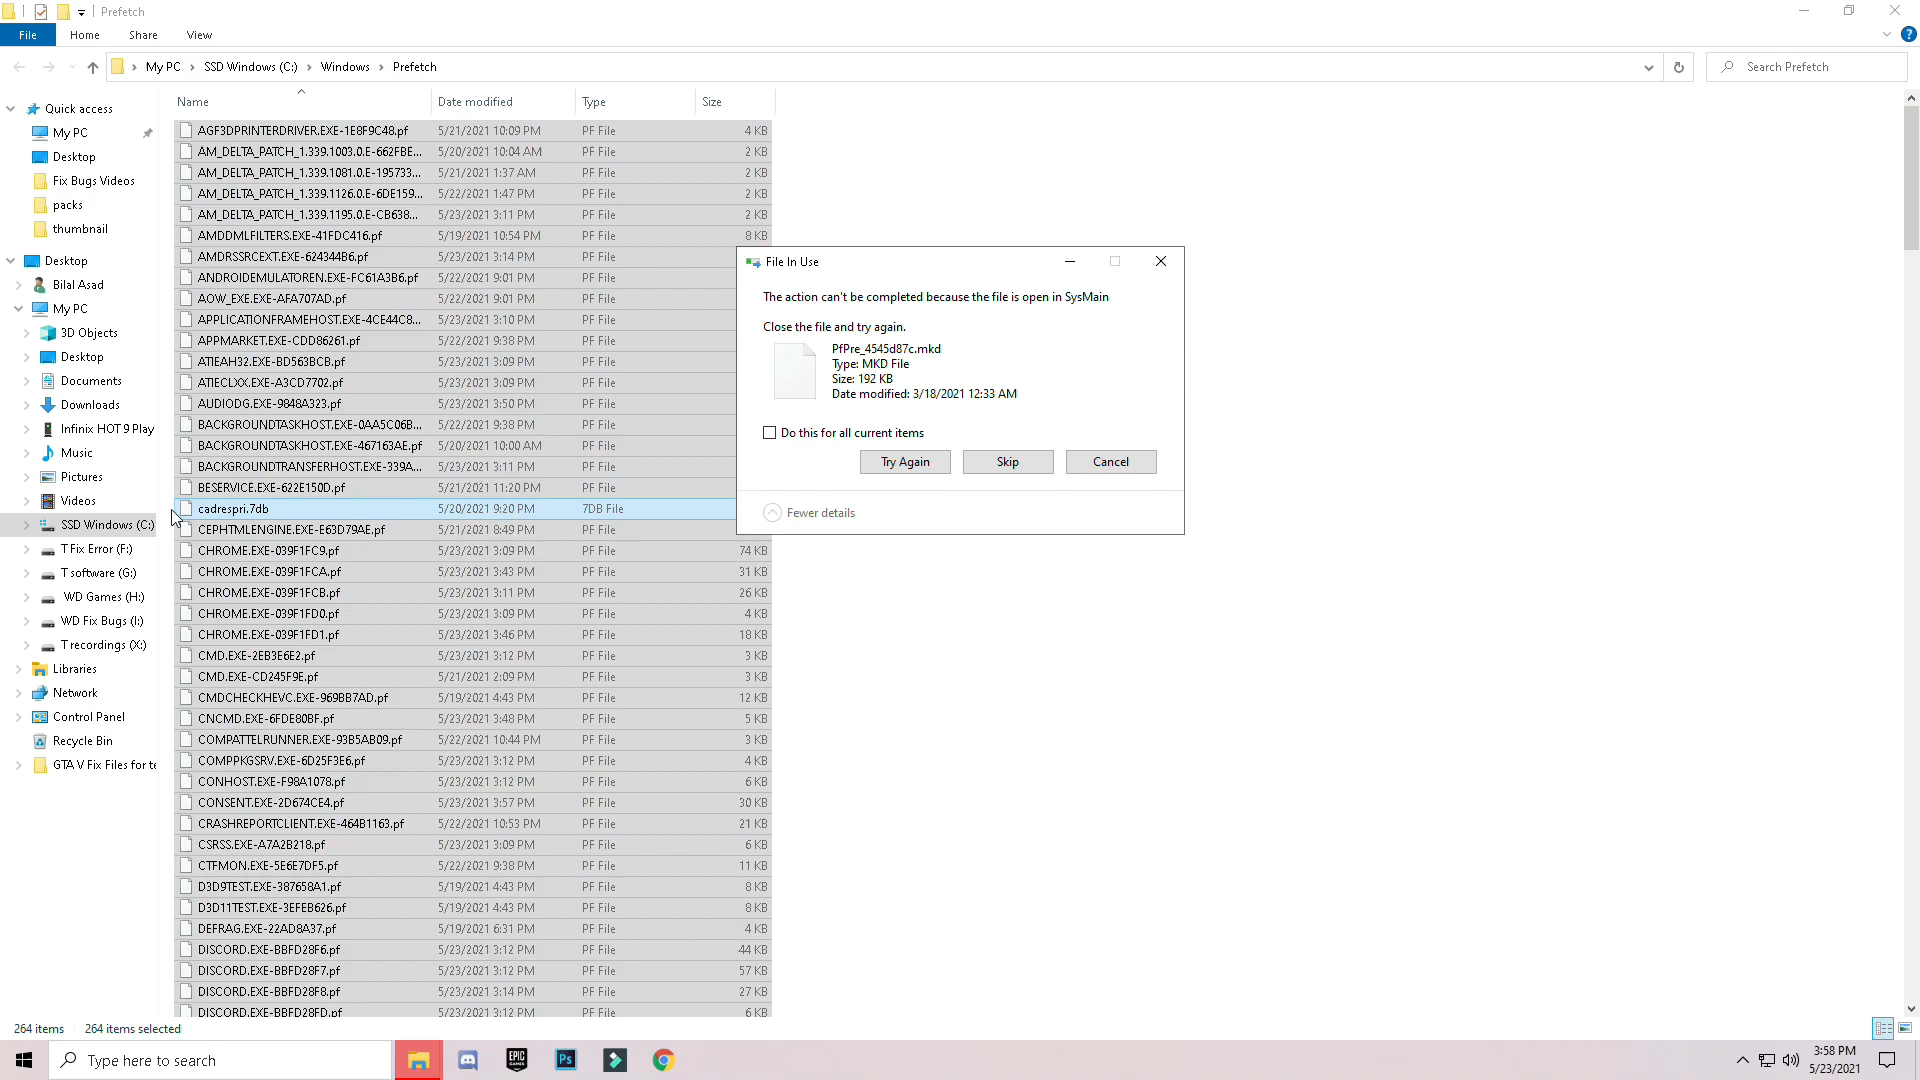 Prefetch
File Home Share View
My PC SSD Windows (C:) Windows Prefetch Search Prefetch
Name Date modified Type Size
Quick access
My PC
Desktop
Fix Bugs Videos
packs
thumbnail
Desktop
Bilal Asad
My PC
3D Objects
Desktop
Documents
Downloads
Infinix HOT 9 Play
Music
Pictures
Videos
SSD Windows (C:)
T Fix Error (F:)
T software (G:)
WD Games (H:)
WD Fix Bugs (I:)
T recordings (X:)
Libraries
Network
Control Panel
Recycle Bin
GTA V Fix Files for te
AGF3DPRINTERDRIVER.EXE-1E8F9C48.pf 5/21/2021 10:09 PM PF File 4 KB
AM_DELTA_PATCH_1.339.1003.0.E-662FBE... 5/20/2021 10:04 AM PF File 2 KB
AM_DELTA_PATCH_1.339.1081.0.E-195733... 5/21/2021 1:37 AM PF File 2 KB
AM_DELTA_PATCH_1.339.1126.0.E-6DE159... 5/22/2021 1:47 PM PF File 2 KB
AM_DELTA_PATCH_1.339.1195.0.E-CB638... 5/23/2021 3:11 PM PF File 2 KB
AMDDMLFILTERS.EXE-41FDC416.pf 5/19/2021 10:54 PM PF File 8 KB
AMDRSSRCEXT.EXE-624344B6.pf 5/23/2021 3:14 PM PF File
ANDROIDEMULATOREN.EXE-FC61A3B6.pf 5/22/2021 9:01 PM PF File
AOW_EXE.EXE-AFA707AD.pf 5/22/2021 9:01 PM PF File
APPLICATIONFRAMEHOST.EXE-4CE44C8... 5/23/2021 3:10 PM PF File
APPMARKET.EXE-CDD86261.pf 5/22/2021 9:38 PM PF File
ATIEAH32.EXE-BD563BCB.pf 5/23/2021 3:09 PM PF File
ATIECLXX.EXE-A3CD7702.pf 5/23/2021 3:09 PM PF File
AUDIODG.EXE-9848A323.pf 5/23/2021 3:50 PM PF File
BACKGROUNDTASKHOST.EXE-0AA5C06B... 5/22/2021 9:38 PM PF File
BACKGROUNDTASKHOST.EXE-467163AE.pf 5/20/2021 10:00 AM PF File
BACKGROUNDTRANSFERHOST.EXE-339A... 5/23/2021 3:11 PM PF File
BESERVICE.EXE-622E150D.pf 5/21/2021 11:20 PM PF File
cadrespri.7db 5/20/2021 9:20 PM 7DB File
CEPHTMLENGINE.EXE-E63D79AE.pf 5/21/2021 8:49 PM PF File
CHROME.EXE-039F1FC9.pf 5/23/2021 3:09 PM PF File 74 KB
CHROME.EXE-039F1FCA.pf 5/23/2021 3:43 PM PF File 31 KB
CHROME.EXE-039F1FCB.pf 5/23/2021 3:11 PM PF File 26 KB
CHROME.EXE-039F1FD0.pf 5/23/2021 3:09 PM PF File 4 KB
CHROME.EXE-039F1FD1.pf 5/23/2021 3:46 PM PF File 18 KB
CMD.EXE-2EB3E6E2.pf 5/23/2021 3:12 PM PF File 3 KB
CMD.EXE-CD245F9E.pf 5/21/2021 2:09 PM PF File 3 KB
CMDCHECKHEVC.EXE-969BB7AD.pf 5/19/2021 4:43 PM PF File 12 KB
CNCMD.EXE-6FDE80BF.pf 5/23/2021 3:48 PM PF File 5 KB
COMPATTELRUNNER.EXE-93B5AB09.pf 5/22/2021 10:44 PM PF File 3 KB
COMPPKGSRV.EXE-6D25F3E6.pf 5/23/2021 3:12 PM PF File 4 KB
CONHOST.EXE-F98A1078.pf 5/23/2021 3:12 PM PF File 6 KB
CONSENT.EXE-2D674CE4.pf 5/23/2021 3:57 PM PF File 30 KB
CRASHREPORTCLIENT.EXE-464B1163.pf 5/22/2021 10:53 PM PF File 21 KB
CSRSS.EXE-A7A2B218.pf 5/23/2021 3:09 PM PF File 6 KB
CTFMON.EXE-5E6E7DF5.pf 5/22/2021 9:38 PM PF File 11 KB
D3D9TEST.EXE-387658A1.pf 5/19/2021 4:43 PM PF File 8 KB
D3D11TEST.EXE-3EFEB626.pf 5/19/2021 4:43 PM PF File 8 KB
DEFRAG.EXE-22AD8A37.pf 5/19/2021 6:31 PM PF File 4 KB
DISCORD.EXE-BBFD28F6.pf 5/23/2021 3:12 PM PF File 44 KB
DISCORD.EXE-BBFD28F7.pf 5/23/2021 3:12 PM PF File 57 KB
DISCORD.EXE-BBFD28F8.pf 5/23/2021 3:14 PM PF File 27 KB
DISCORD.EXE-BBFD28FD.pf 5/23/2021 3:12 PM PF File 6 KB
File In Use
The action can't be completed because the file is open in SysMain
Close the file and try again.
PfPre_4545d87c.mkd
Type: MKD File
Size: 192 KB
Date modified: 3/18/2021 12:33 AM
Do this for all current items
Try Again Skip Cancel
Fewer details
264 items 264 items selected
Type here to search
EPIC GAMES
Ps
3:58 PM
5/23/2021